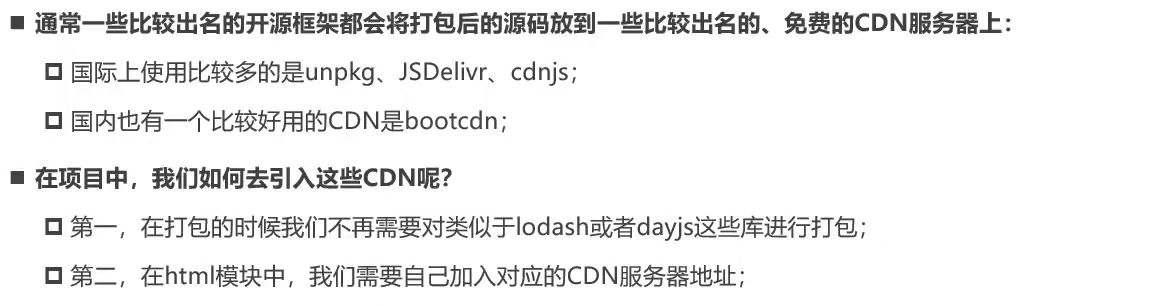 ■ 通常一些比较出名的开源框架都会将打包后的源码放到一些比较出名的、免费的CDN服务器上：
国际上使用比较多的是unpkg、JSDelivr、cdnjs；
国内也有一个比较好用的CDN是bootcdn；
■ 在项目中，我们如何去引入这些CDN呢？
第一，在打包的时候我们不再需要对类似于lodash或者dayjs这些库进行打包；
第二，在html模块中，我们需要自己加入对应的CDN服务器地址；